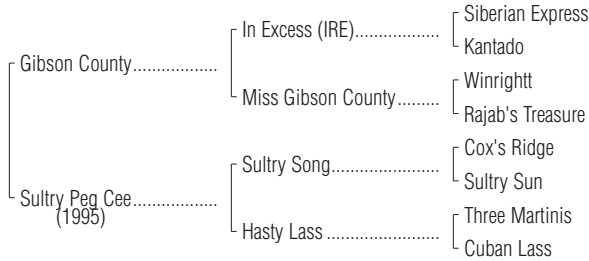 Siberian Express
In Excess (IRE)..................
Kantado
Gibson County..................
Winrightt
Miss Gibson County.........
Rajab's Treasure
Cox's Ridge
Sultry Song.......................
Sultry Sun
Sultry Peg Cee..................
(1995)
Three Martinis
Hasty Lass ........................
Cuban Lass